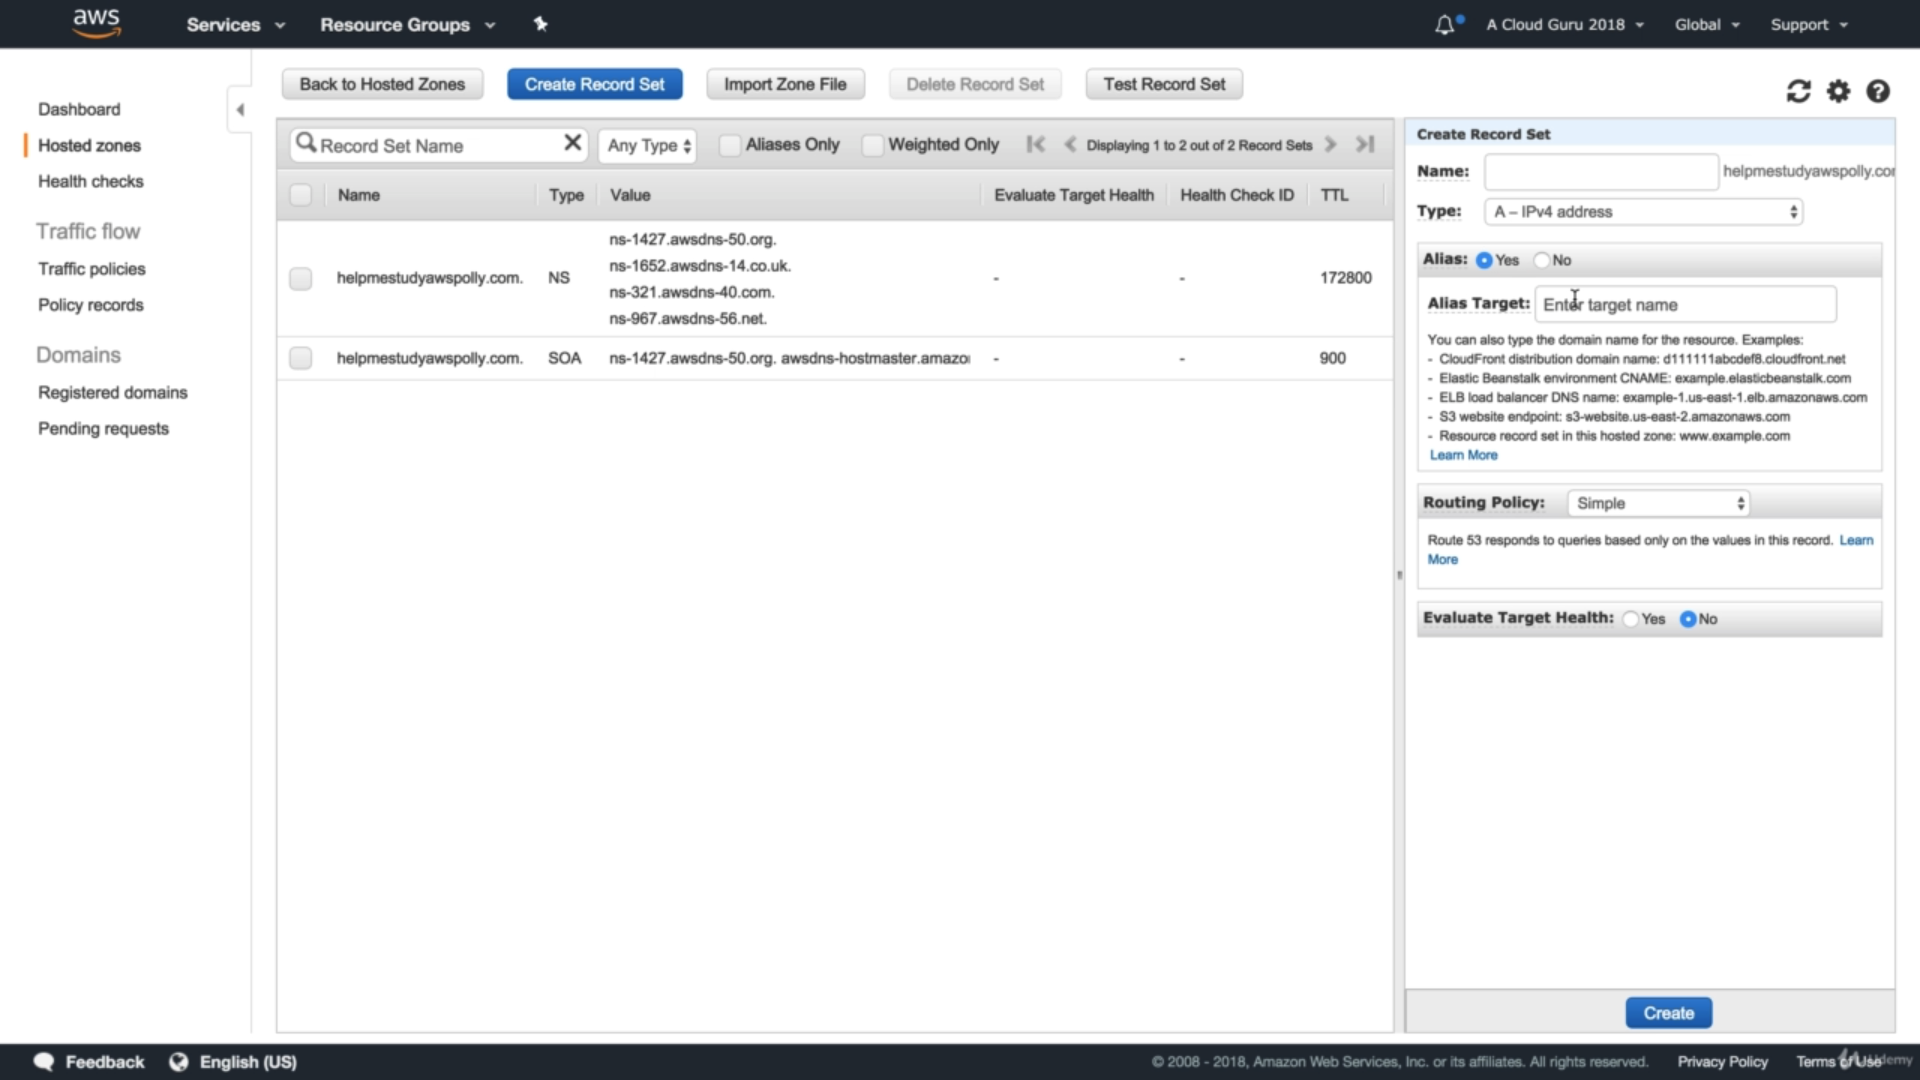 aws
Services
Resource Groups
A Cloud Guru 2018
Global
Support
Dashboard
Hosted zones
Health checks
Traffic flow
Traffic policies
Policy records
Domains
Registered domains
Pending requests
Back to Hosted Zones
Create Record Set
Import Zone File
Delete Record Set
Test Record Set
Record Set Name
Any Type
Aliases Only
Weighted Only
Displaying 1 to 2 out of 2 Record Sets
Name
Type
Value
Evaluate Target Health
Health Check ID
TTL
helpmestudyawspolly.com.
NS
ns-1427.awsdns-50.org.
ns-1652.awsdns-14.co.uk.
ns-321.awsdns-40.com.
ns-967.awsdns-56.net.
-
-
172800
helpmestudyawspolly.com.
SOA
ns-1427.awsdns-50.org. awsdns-hostmaster.amazo
-
-
900
Create Record Set
Name:
helpmestudyawspolly.cor
Type:
A – IPv4 address
Alias: Yes No
Alias Target: Enter target name
You can also type the domain name for the resource. Examples:
- CloudFront distribution domain name: d111111abcdef8.cloudfront.net
- Elastic Beanstalk environment CNAME: example.elasticbeanstalk.com
- ELB load balancer DNS name: example-1.us-east-1.elb.amazonaws.com
- S3 website endpoint: s3-website.us-east-2.amazonaws.com
- Resource record set in this hosted zone: www.example.com
Learn More
Routing Policy: Simple
Route 53 responds to queries based only on the values in this record. Learn
More
Evaluate Target Health: Yes No
Create
Feedback
English (US)
© 2008 - 2018, Amazon Web Services, Inc. or its affiliates. All rights reserved.
Privacy Policy
Terms of Use